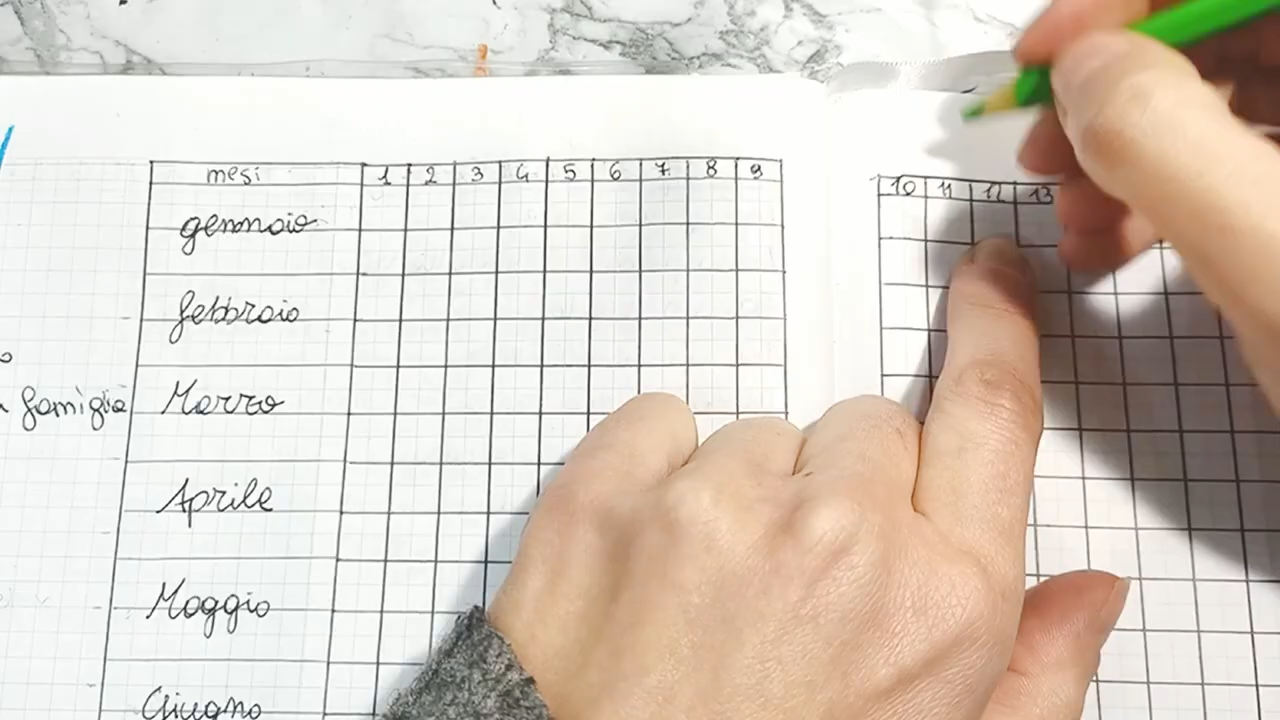 mesi 1 2 3 4 5 6 7 8 9 10 11 12 13
gennaio
febbraio
famiglia Marzo
Aprile
Maggio
Giugno